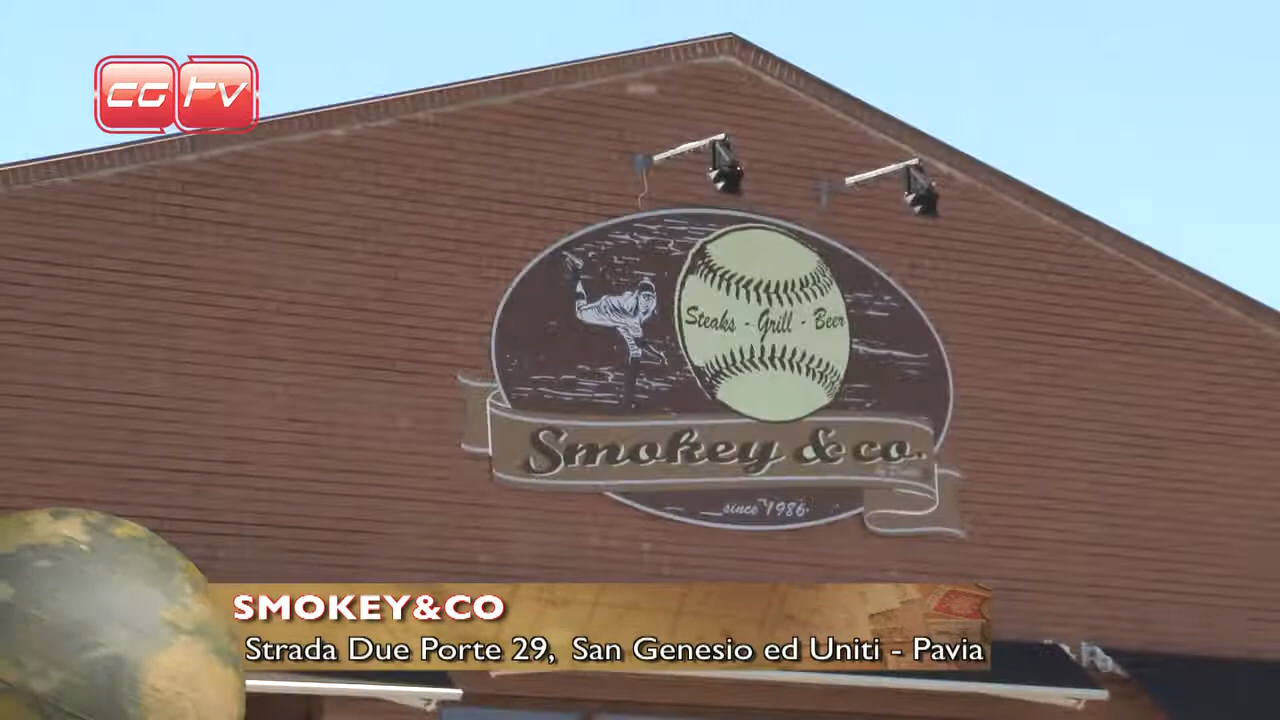 CG TV
Steaks - Grill - Beer
Smokey & co.
since 1986
SMOKEY&CO
Strada Due Porte 29, San Genesio ed Uniti - Pavia